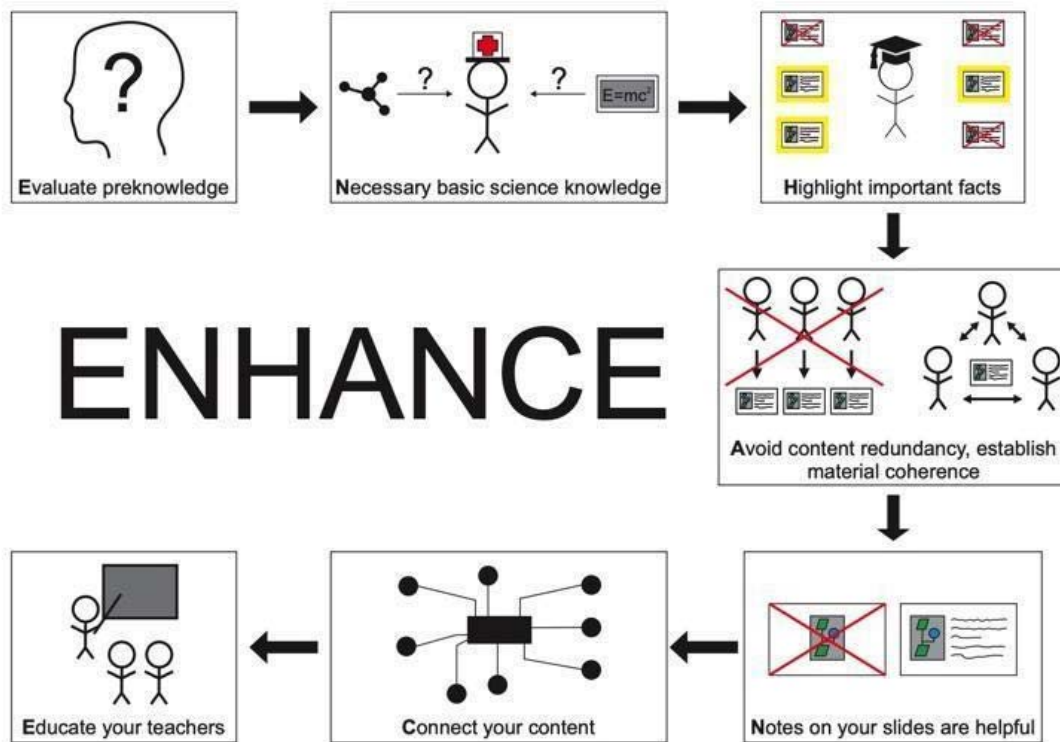 ?
Evaluate preknowledge
? ?
E=mc²
Necessary basic science knowledge
Highlight important facts
ENHANCE
Avoid content redundancy, establish
material coherence
Notes on your slides are helpful
Connect your content
Educate your teachers